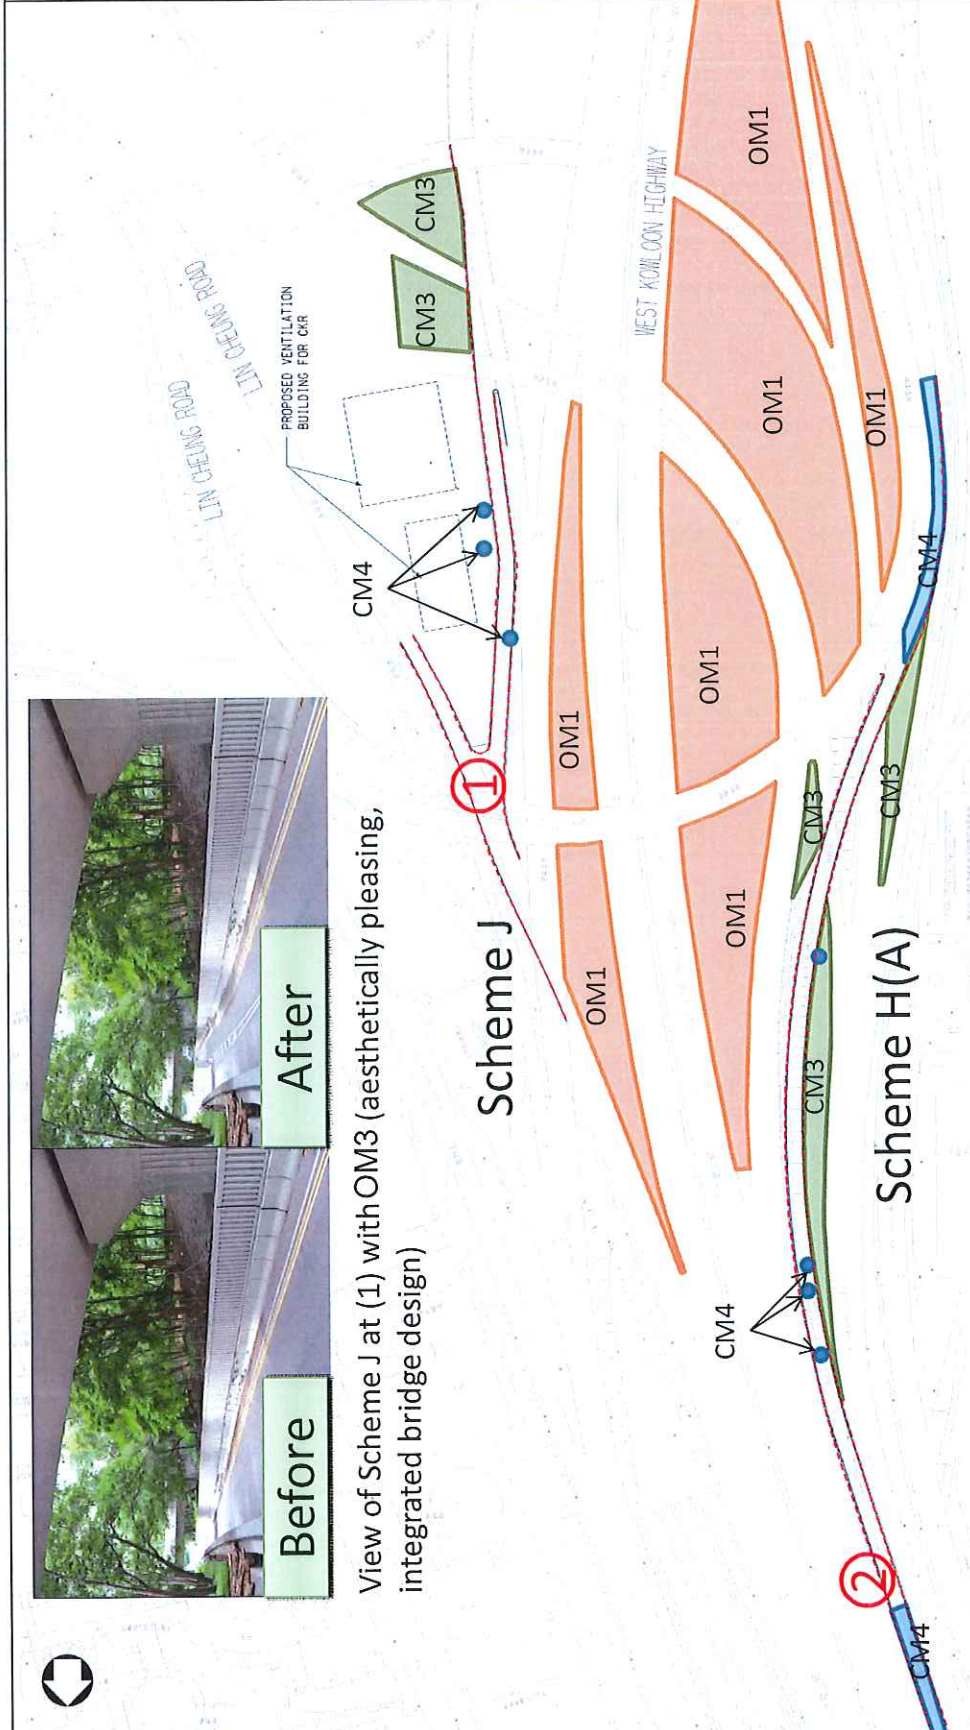 Before
After
View of Scheme J at (1) with OM3 (aesthetically pleasing,
integrated bridge design)
LIN CHEUNG ROAD
LIN CHEUNG ROAD
PROPOSED VENTILATION
BUILDING FOR CKR
CM4
CM3
CM3
1
Scheme J
WEST KOWLOON HIGHWAY
OM1
OM1
OM1
OM1
OM1
OM1
OM1
CM4
CM3
CM3
CM3
CM4
Scheme H(A)
2
CM4